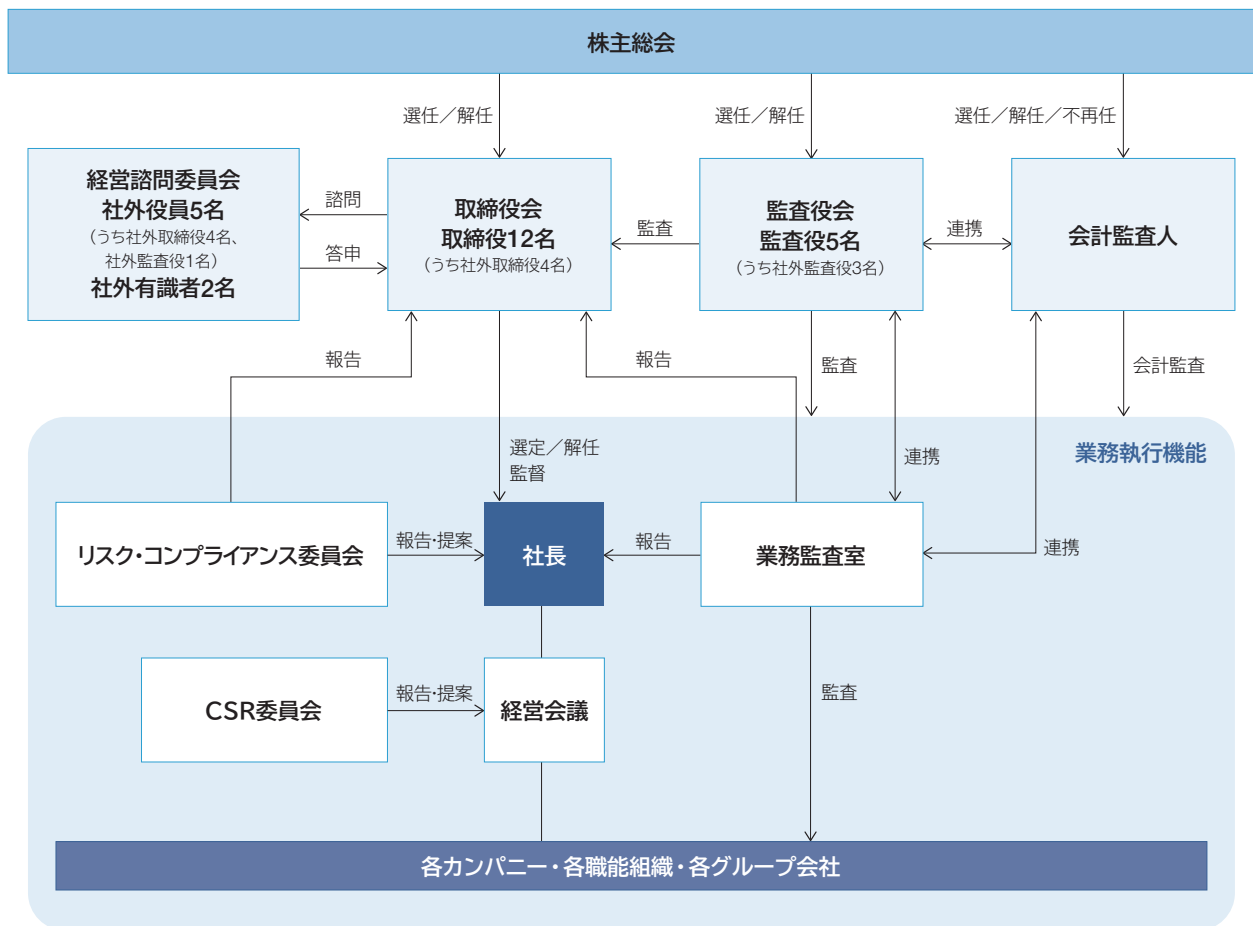 株主総会
選任／解任
選任／解任
選任／解任／不再任
経営諮問委員会
社外役員5名
（うち社外取締役4名、
社外監査役1名）
社外有識者2名
諮問
答申
取締役会
取締役12名
（うち社外取締役4名）
監査
監査役会
監査役5名
（うち社外監査役3名）
連携
会計監査人
報告
報告
監査
会計監査
選定／解任
監督
連携
業務執行機能
リスク・コンプライアンス委員会
報告・提案
社長
報告
業務監査室
連携
CSR委員会
報告・提案
経営会議
監査
各カンパニー・各職能組織・各グループ会社